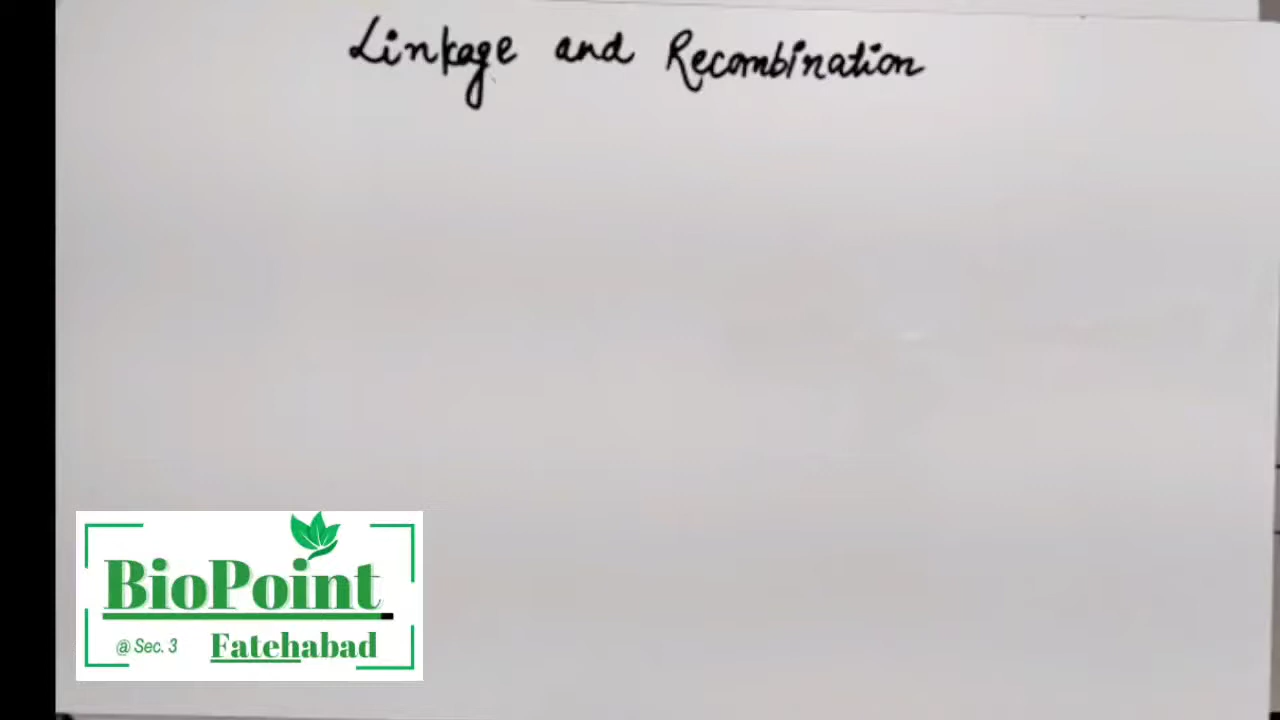 Linkage and Recombination
BioPoint
@ Sec. 3 Fatehabad